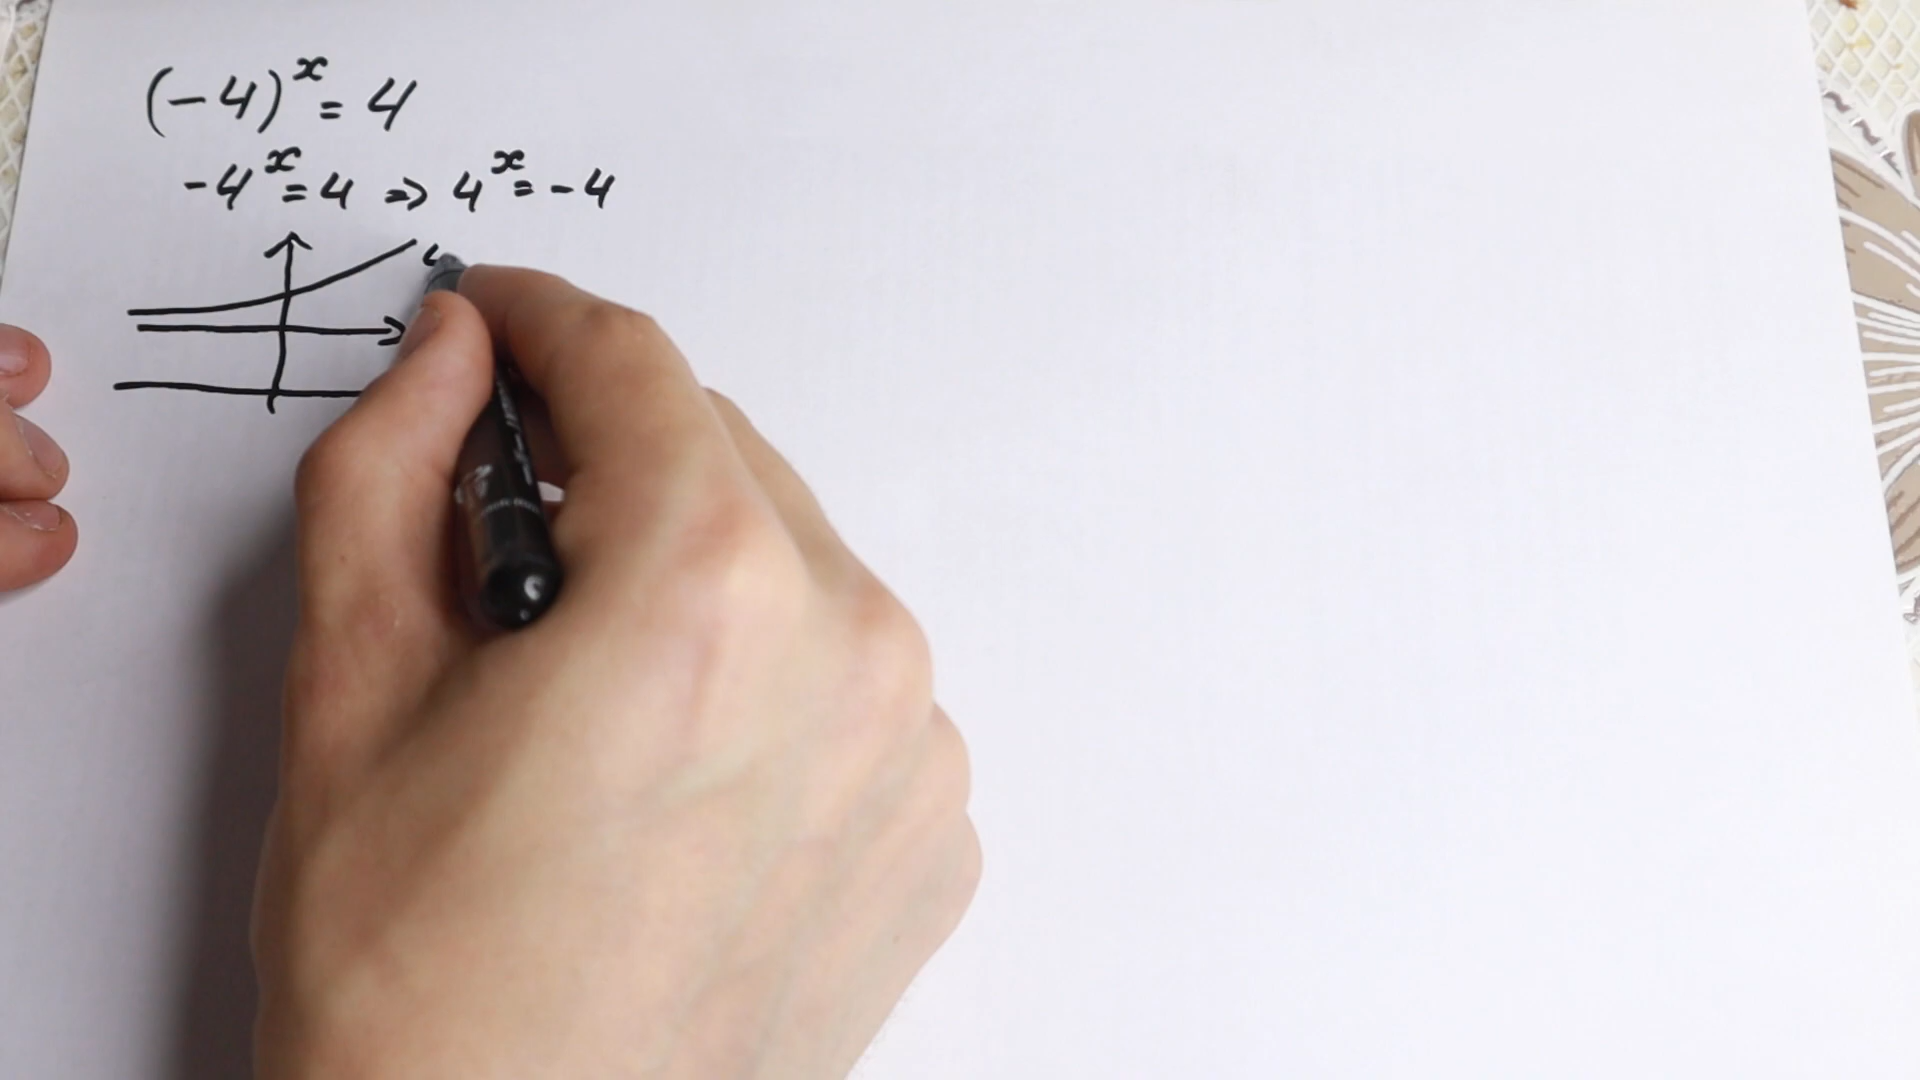 (-4)^x = 4
-4^x = 4 => 4^x = -4